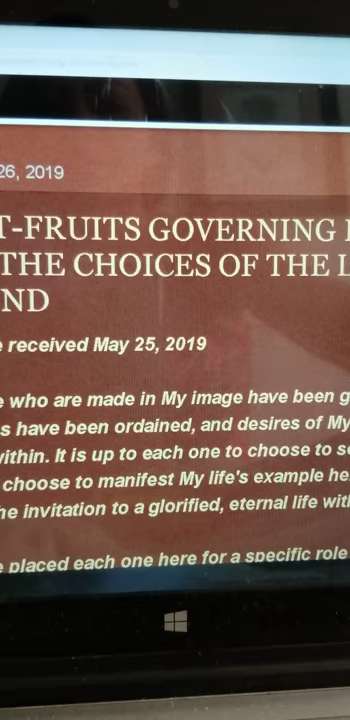 26, 2019
T-FRUITS GOVERNING
THE CHOICES OF THE L
ND
e received May 25, 2019
e who are made in My image have been g
s have been ordained, and desires of My
within. It is up to each one to choose to s
choose to manifest My life's example he
he invitation to a glorified, eternal life wit
e placed each one here for a specific role